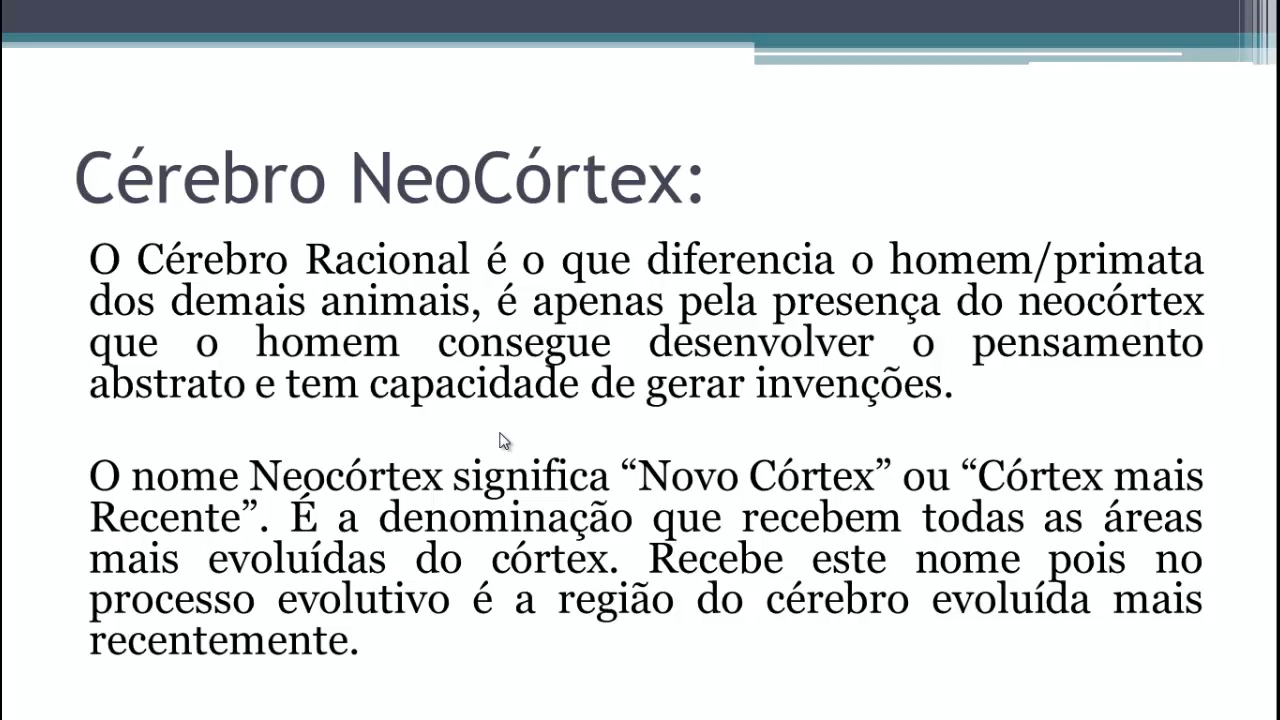 Cérebro NeoCórtex:
O Cérebro Racional é o que diferencia o homem/primata
dos demais animais, é apenas pela presença do neocórtex
que o homem consegue desenvolver o pensamento
abstrato e tem capacidade de gerar invenções.
O nome Neocórtex significa “Novo Córtex” ou “Córtex mais
Recente”. É a denominação que recebem todas as áreas
mais evoluídas do córtex. Recebe este nome pois no
processo evolutivo é a região do cérebro evoluída mais
recentemente.